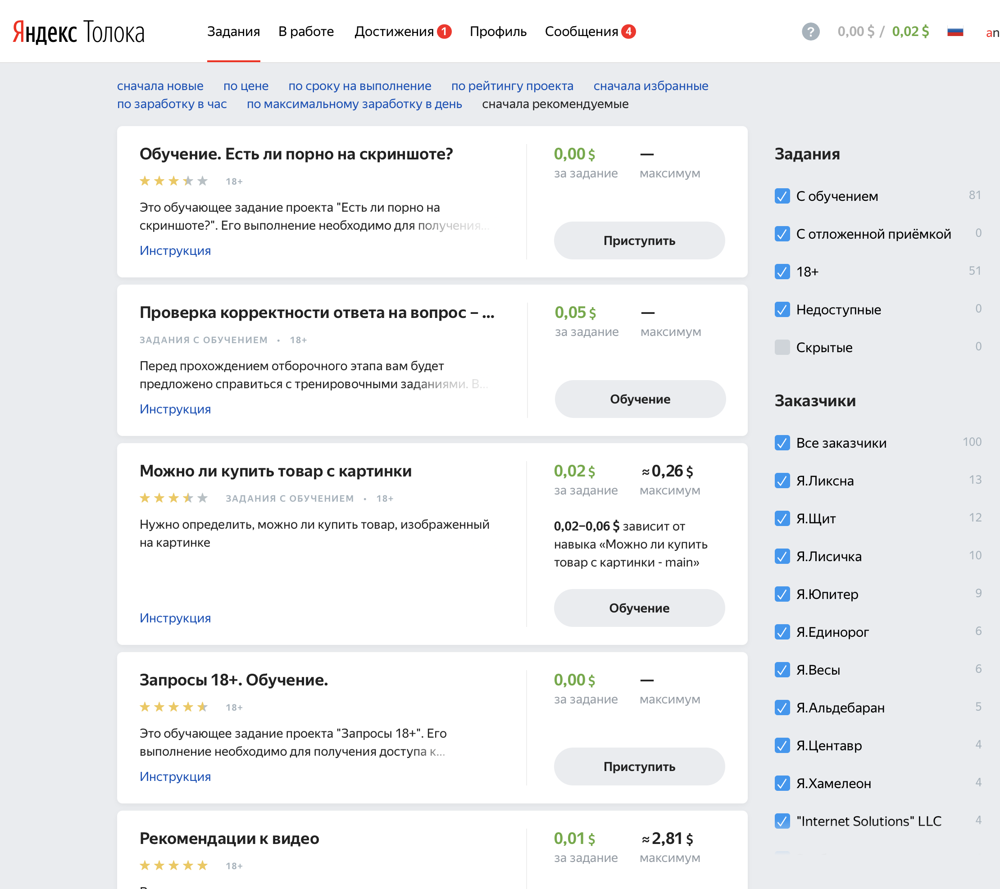 Яндекс Толока
Задания
В работе
Достижения 1
Профиль
Сообщения 4
?
0,00 $ / 0,02 $
an
сначала новые
по цене
по сроку на выполнение
по рейтингу проекта
сначала избранные
по заработку в час
по максимальному заработку в день
сначала рекомендуемые
Обучение. Есть ли порно на скриншоте?
18+
Это обучающее задание проекта "Есть ли порно на
скриншоте?". Его выполнение необходимо для получения...
Инструкция
0,00 $
за задание
—
максимум
Приступить
Проверка корректности ответа на вопрос – ...
ЗАДАНИЯ С ОБУЧЕНИЕМ • 18+
Перед прохождением отборочного этапа вам будет
предложено справиться с тренировочными заданиями. В...
Инструкция
0,05 $
за задание
—
максимум
Обучение
Можно ли купить товар с картинки
ЗАДАНИЯ С ОБУЧЕНИЕМ • 18+
Нужно определить, можно ли купить товар, изображенный
на картинке
Инструкция
0,02 $
за задание
≈0,26 $
максимум
0,02–0,06 $ зависит от
навыка «Можно ли купить
товар с картинки - main»
Обучение
Запросы 18+. Обучение.
18+
Это обучающее задание проекта "Запросы 18+". Его
выполнение необходимо для получения доступа к...
Инструкция
0,00 $
за задание
—
максимум
Приступить
Рекомендации к видео
18+
0,01 $
за задание
≈2,81 $
максимум
Задания
С обучением 81
С отложенной приёмкой 0
18+ 51
Недоступные 0
Скрытые 0
Заказчики
Все заказчики 100
Я.Ликсна 13
Я.Щит 12
Я.Лисичка 10
Я.Юпитер 9
Я.Единорог 6
Я.Весы 6
Я.Альдебаран 5
Я.Центавр 4
Я.Хамелеон 4
"Internet Solutions" LLC 4